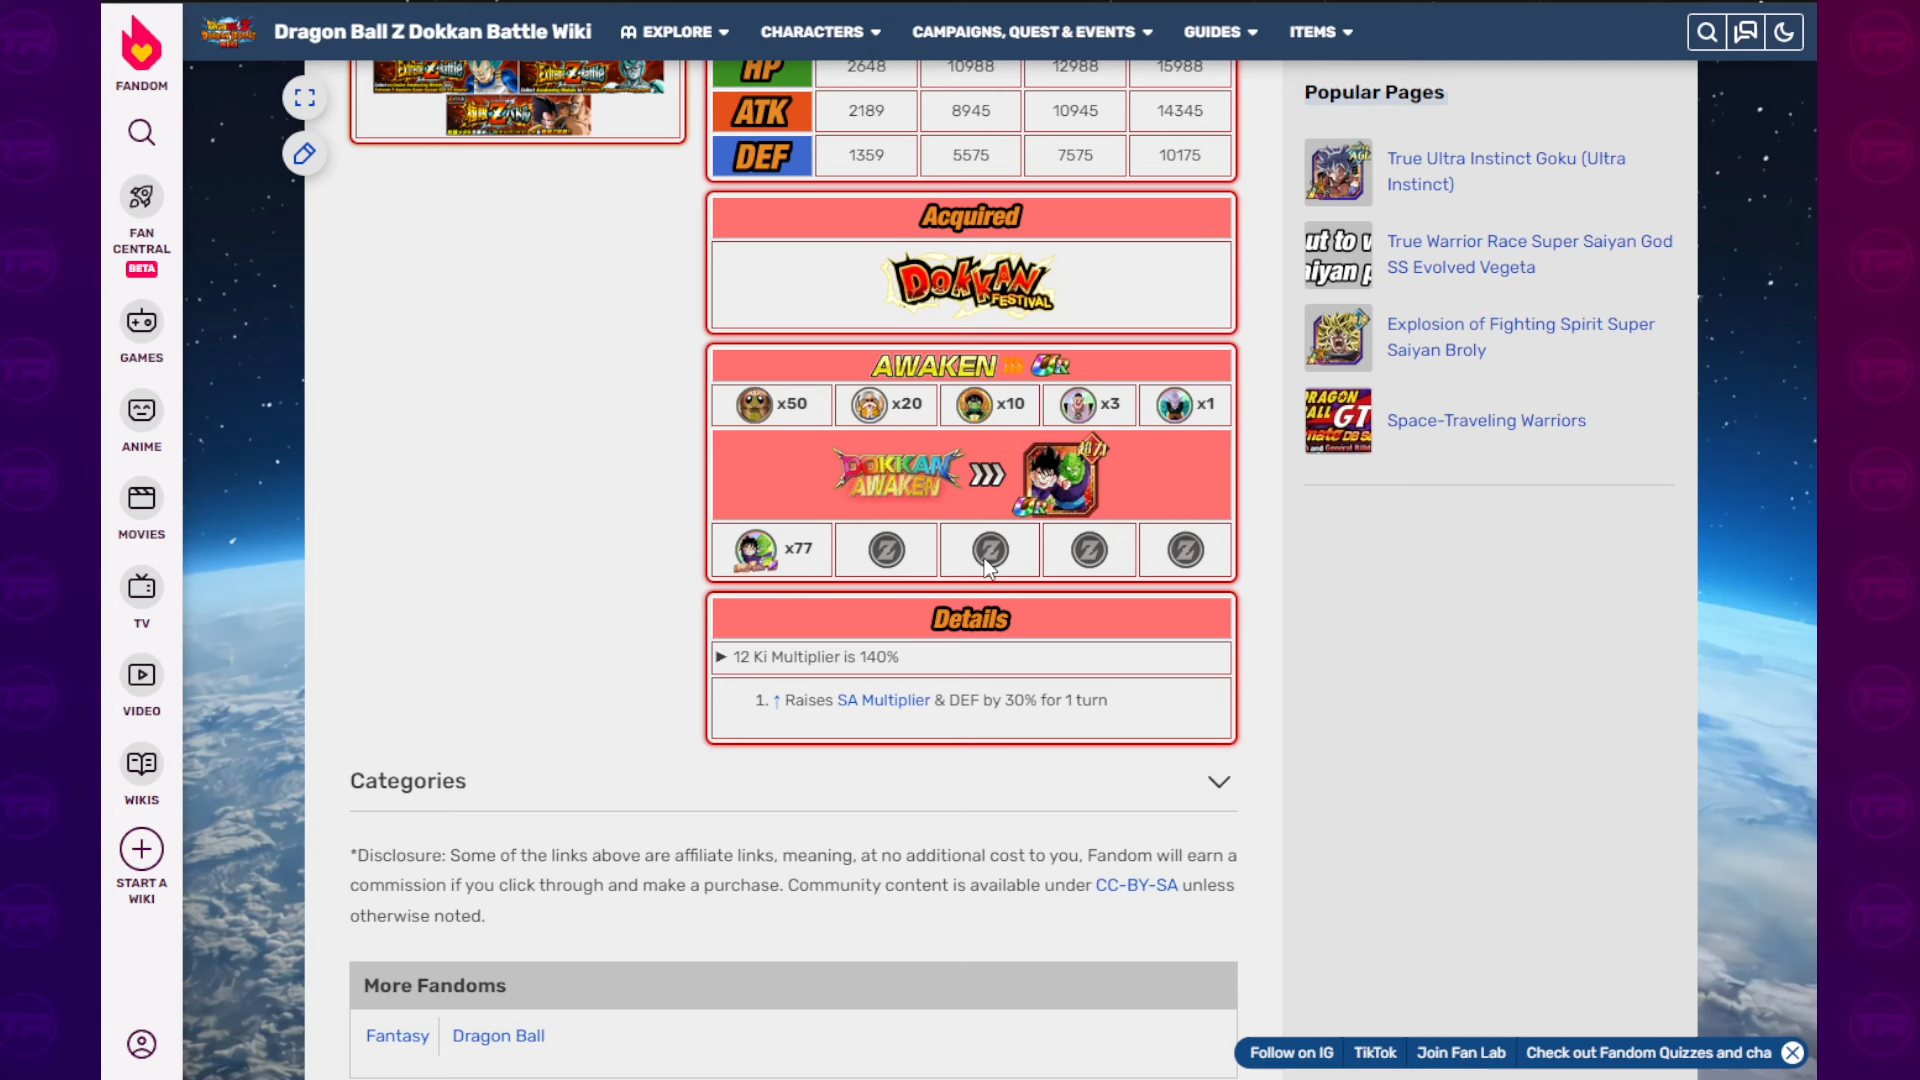 Dragon Ball Z Dokkan Battle Wiki
EXPLORE
CHARACTERS
CAMPAIGNS, QUEST & EVENTS
GUIDES
ITEMS
FANDOM
FAN
CENTRAL
BETA
GAMES
ANIME
MOVIES
TV
VIDEO
WIKIS
START A
WIKI
HP 2648 10988 12988 15988
ATK 2189 8945 10945 14345
DEF 1359 5575 7575 10175
Acquired
DOKKAN
FESTIVAL
AWAKEN UR
x50 x20 x10 x3 x1
DOKKAN
AWAKEN
UR
x77
Details
► 12 Ki Multiplier is 140%
1. ↑ Raises SA Multiplier & DEF by 30% for 1 turn
Categories
*Disclosure: Some of the links above are affiliate links, meaning, at no additional cost to you, Fandom will earn a
commission if you click through and make a purchase. Community content is available under CC-BY-SA unless
otherwise noted.
More Fandoms
Fantasy
Dragon Ball
Popular Pages
True Ultra Instinct Goku (Ultra
Instinct)
True Warrior Race Super Saiyan God
SS Evolved Vegeta
Explosion of Fighting Spirit Super
Saiyan Broly
Space-Traveling Warriors
Follow on IG
TikTok
Join Fan Lab
Check out Fandom Quizzes and cha